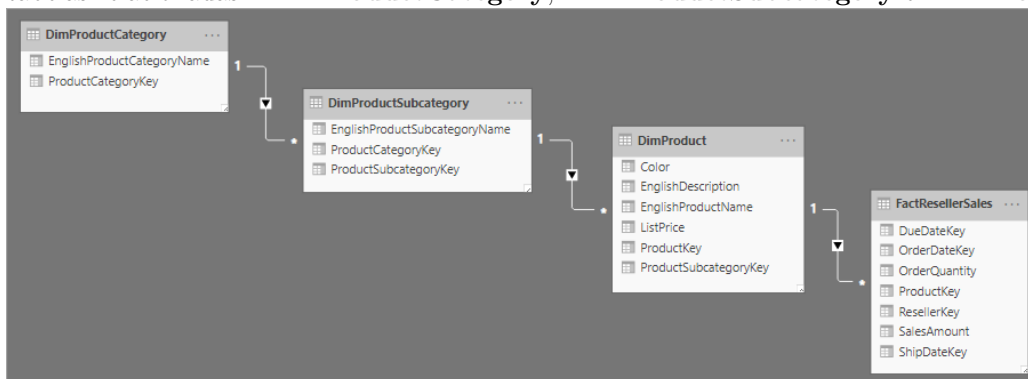 DimProductCategory
EnglishProductCategoryName
ProductCategoryKey
1
*
DimProductSubcategory
EnglishProductSubcategoryName
ProductCategoryKey
ProductSubcategoryKey
1
*
DimProduct
Color
EnglishDescription
EnglishProductName
ListPrice
ProductKey
ProductSubcategoryKey
1
*
FactResellerSales
DueDateKey
OrderDateKey
OrderQuantity
ProductKey
ResellerKey
SalesAmount
ShipDateKey